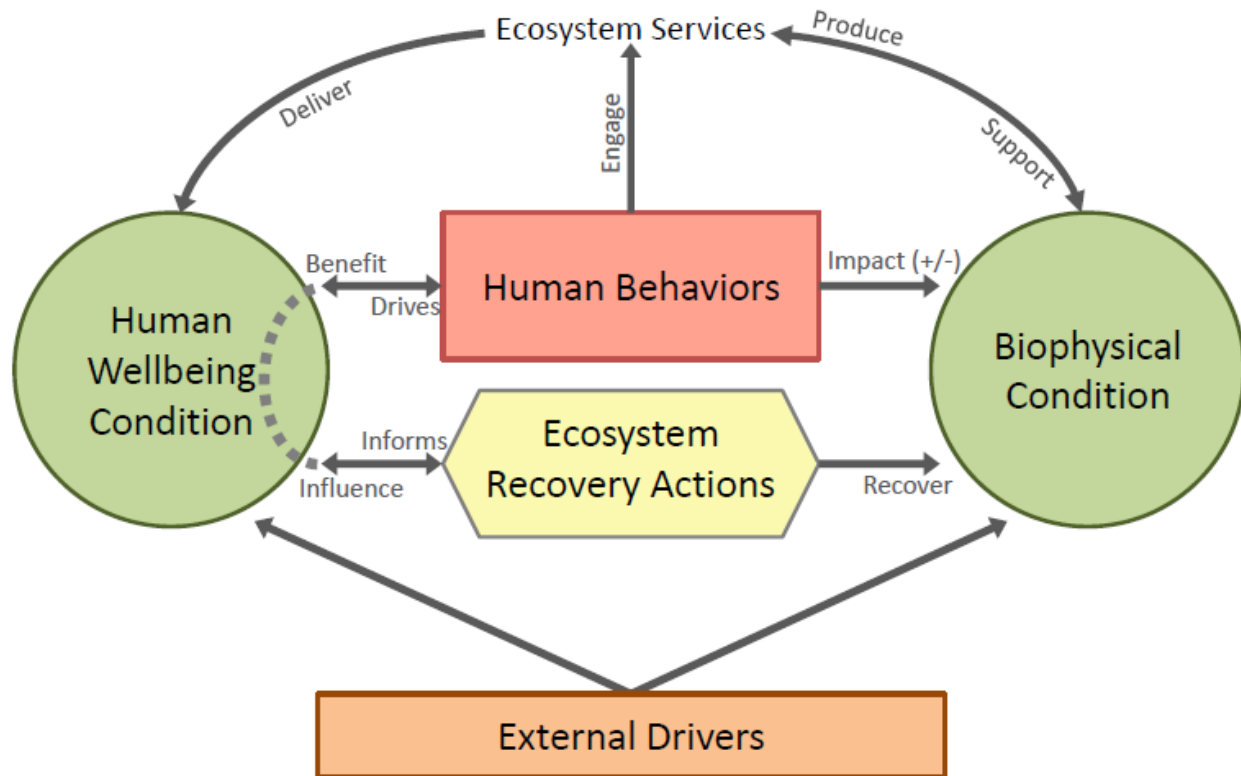 Ecosystem Services
Produce
Deliver
Engage
Support
Benefit
Drives
Human Behaviors
Impact (+/-)
Human
Wellbeing
Condition
Biophysical
Condition
Informs
Influence
Ecosystem
Recovery Actions
Recover
External Drivers